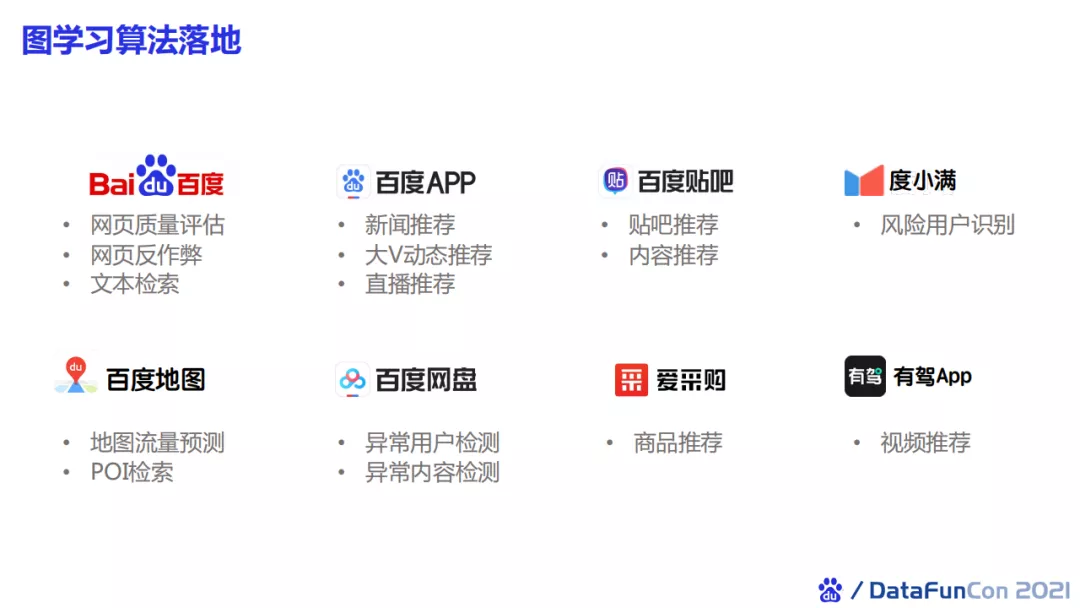 图学习算法落地
Bai du 百度
• 网页质量评估
• 网页反作弊
• 文本检索
du 百度APP
• 新闻推荐
• 大V动态推荐
• 直播推荐
贴 百度贴吧
• 贴吧推荐
• 内容推荐
度小满
• 风险用户识别
du 百度地图
• 地图流量预测
• POI检索
百度网盘
• 异常用户检测
• 异常内容检测
采 爱采购
• 商品推荐
有驾 有驾App
• 视频推荐
du / DataFunCon 2021